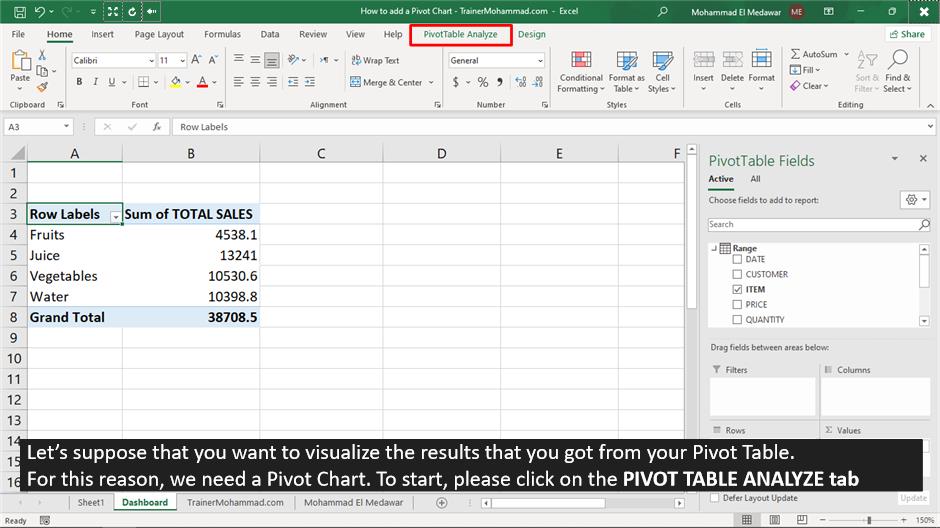 How to add a Pivot Chart - TrainerMohammad.com - Excel
Mohammad El Medawar ME
File Home Insert Page Layout Formulas Data Review View Help PivotTable Analyze Design Share
Paste
Clipboard
Calibri 11 A A
B I U A
Font
ab Wrap Text
Merge & Center
Alignment
General
$ % 9
Number
Conditional Formatting
Format as Table
Cell Styles
Styles
Insert Delete Format
Cells
AutoSum
Fill
Clear
Sort & Filter
Find & Select
Editing
A3 fx Row Labels
A B C D E F
1
2
3 Row Labels Sum of TOTAL SALES
4 Fruits 4538.1
5 Juice 13241
6 Vegetables 10530.6
7 Water 10398.8
8 Grand Total 38708.5
9
10
11
12
13
14
15
16
PivotTable Fields
Active All
Choose fields to add to report:
Search
Range
DATE
CUSTOMER
ITEM
PRICE
QUANTITY
Drag fields between areas below:
Filters Columns
Rows Σ Values
Defer Layout Update Update
Let's suppose that you want to visualize the results that you got from your Pivot Table.
For this reason, we need a Pivot Chart. To start, please click on the PIVOT TABLE ANALYZE tab
Sheet1 Dashboard TrainerMohammad.com Mohammad El Medawar
Ready 150%